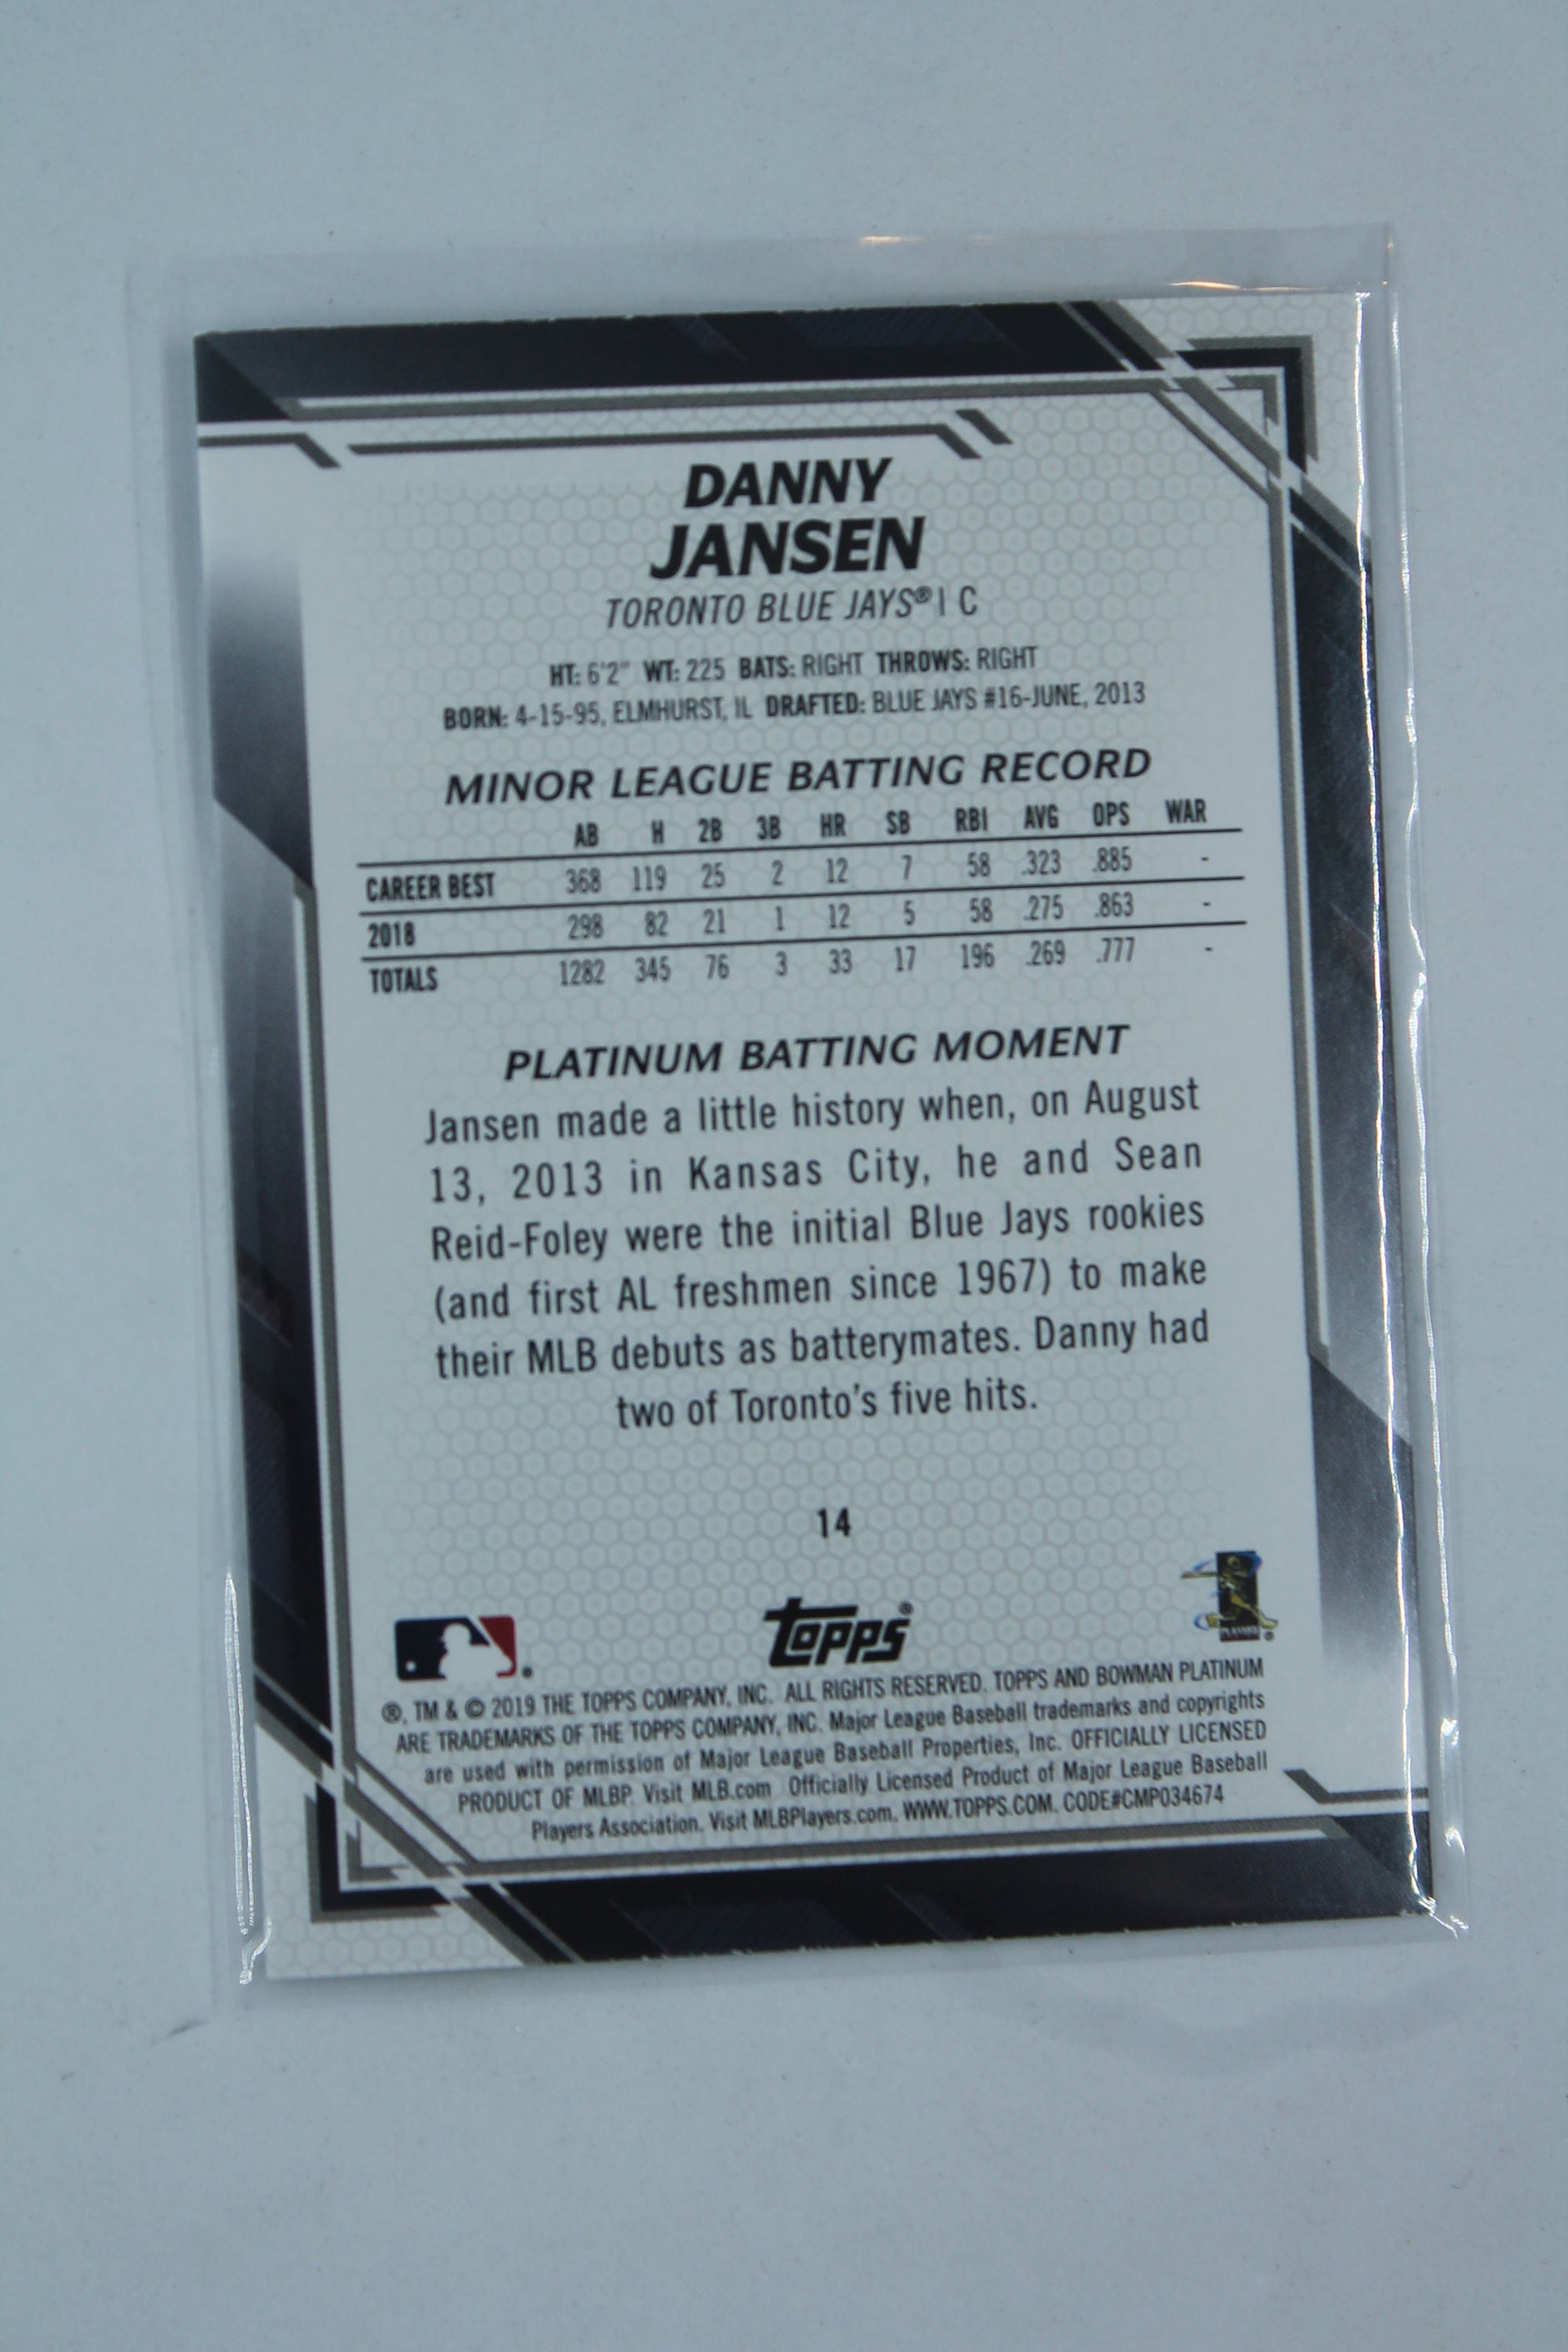 DANNY
JANSEN
TORONTO BLUE JAYS® | C
HT: 6'2" WT: 225 BATS: RIGHT THROWS: RIGHT
BORN: 4-15-95, ELMHURST, IL DRAFTED: BLUE JAYS #16-JUNE, 2013
MINOR LEAGUE BATTING RECORD
AB H 2B 3B HR SB RBI AVG OPS WAR
CAREER BEST 368 119 25 2 12 7 58 .323 .885 -
2018 298 82 21 1 12 5 58 .275 .863 -
TOTALS 1282 345 76 3 33 17 196 .269 .777 -
PLATINUM BATTING MOMENT
Jansen made a little history when, on August
13, 2013 in Kansas City, he and Sean
Reid-Foley were the initial Blue Jays rookies
(and first AL freshmen since 1967) to make
their MLB debuts as batterymates. Danny had
two of Toronto's five hits.
14
topps®
PLAYERS
®, TM & © 2019 THE TOPPS COMPANY, INC. ALL RIGHTS RESERVED. TOPPS AND BOWMAN PLATINUM
ARE TRADEMARKS OF THE TOPPS COMPANY, INC. Major League Baseball trademarks and copyrights
are used with permission of Major League Baseball Properties, Inc. OFFICIALLY LICENSED
PRODUCT OF MLBP. Visit MLB.com Officially Licensed Product of Major League Baseball
Players Association. Visit MLBPlayers.com. WWW.TOPPS.COM. CODE#CMP034674